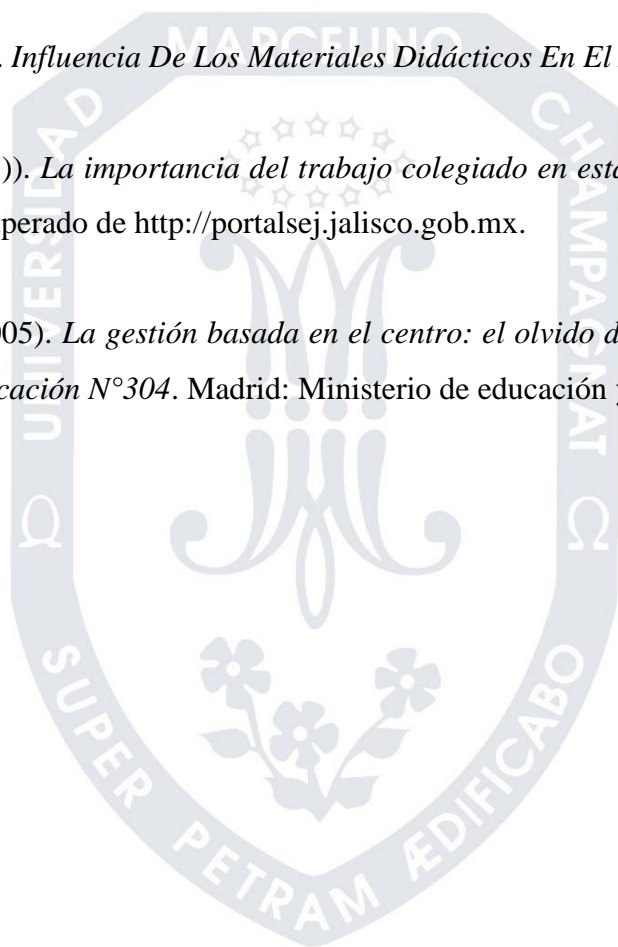 . Influencia De Los Materiales Didácticos En El
)). La importancia del trabajo colegiado en
perado de http://portalsej.jalisco.gob.mx.
005). La gestión basada en el centro: el olvido
cación N°304. Madrid: Ministerio de educación
UNIVERSIDAD MARCELINO CHAMPAGNAT
Ω Ω
SUPER PETRAM ÆDIFICABO